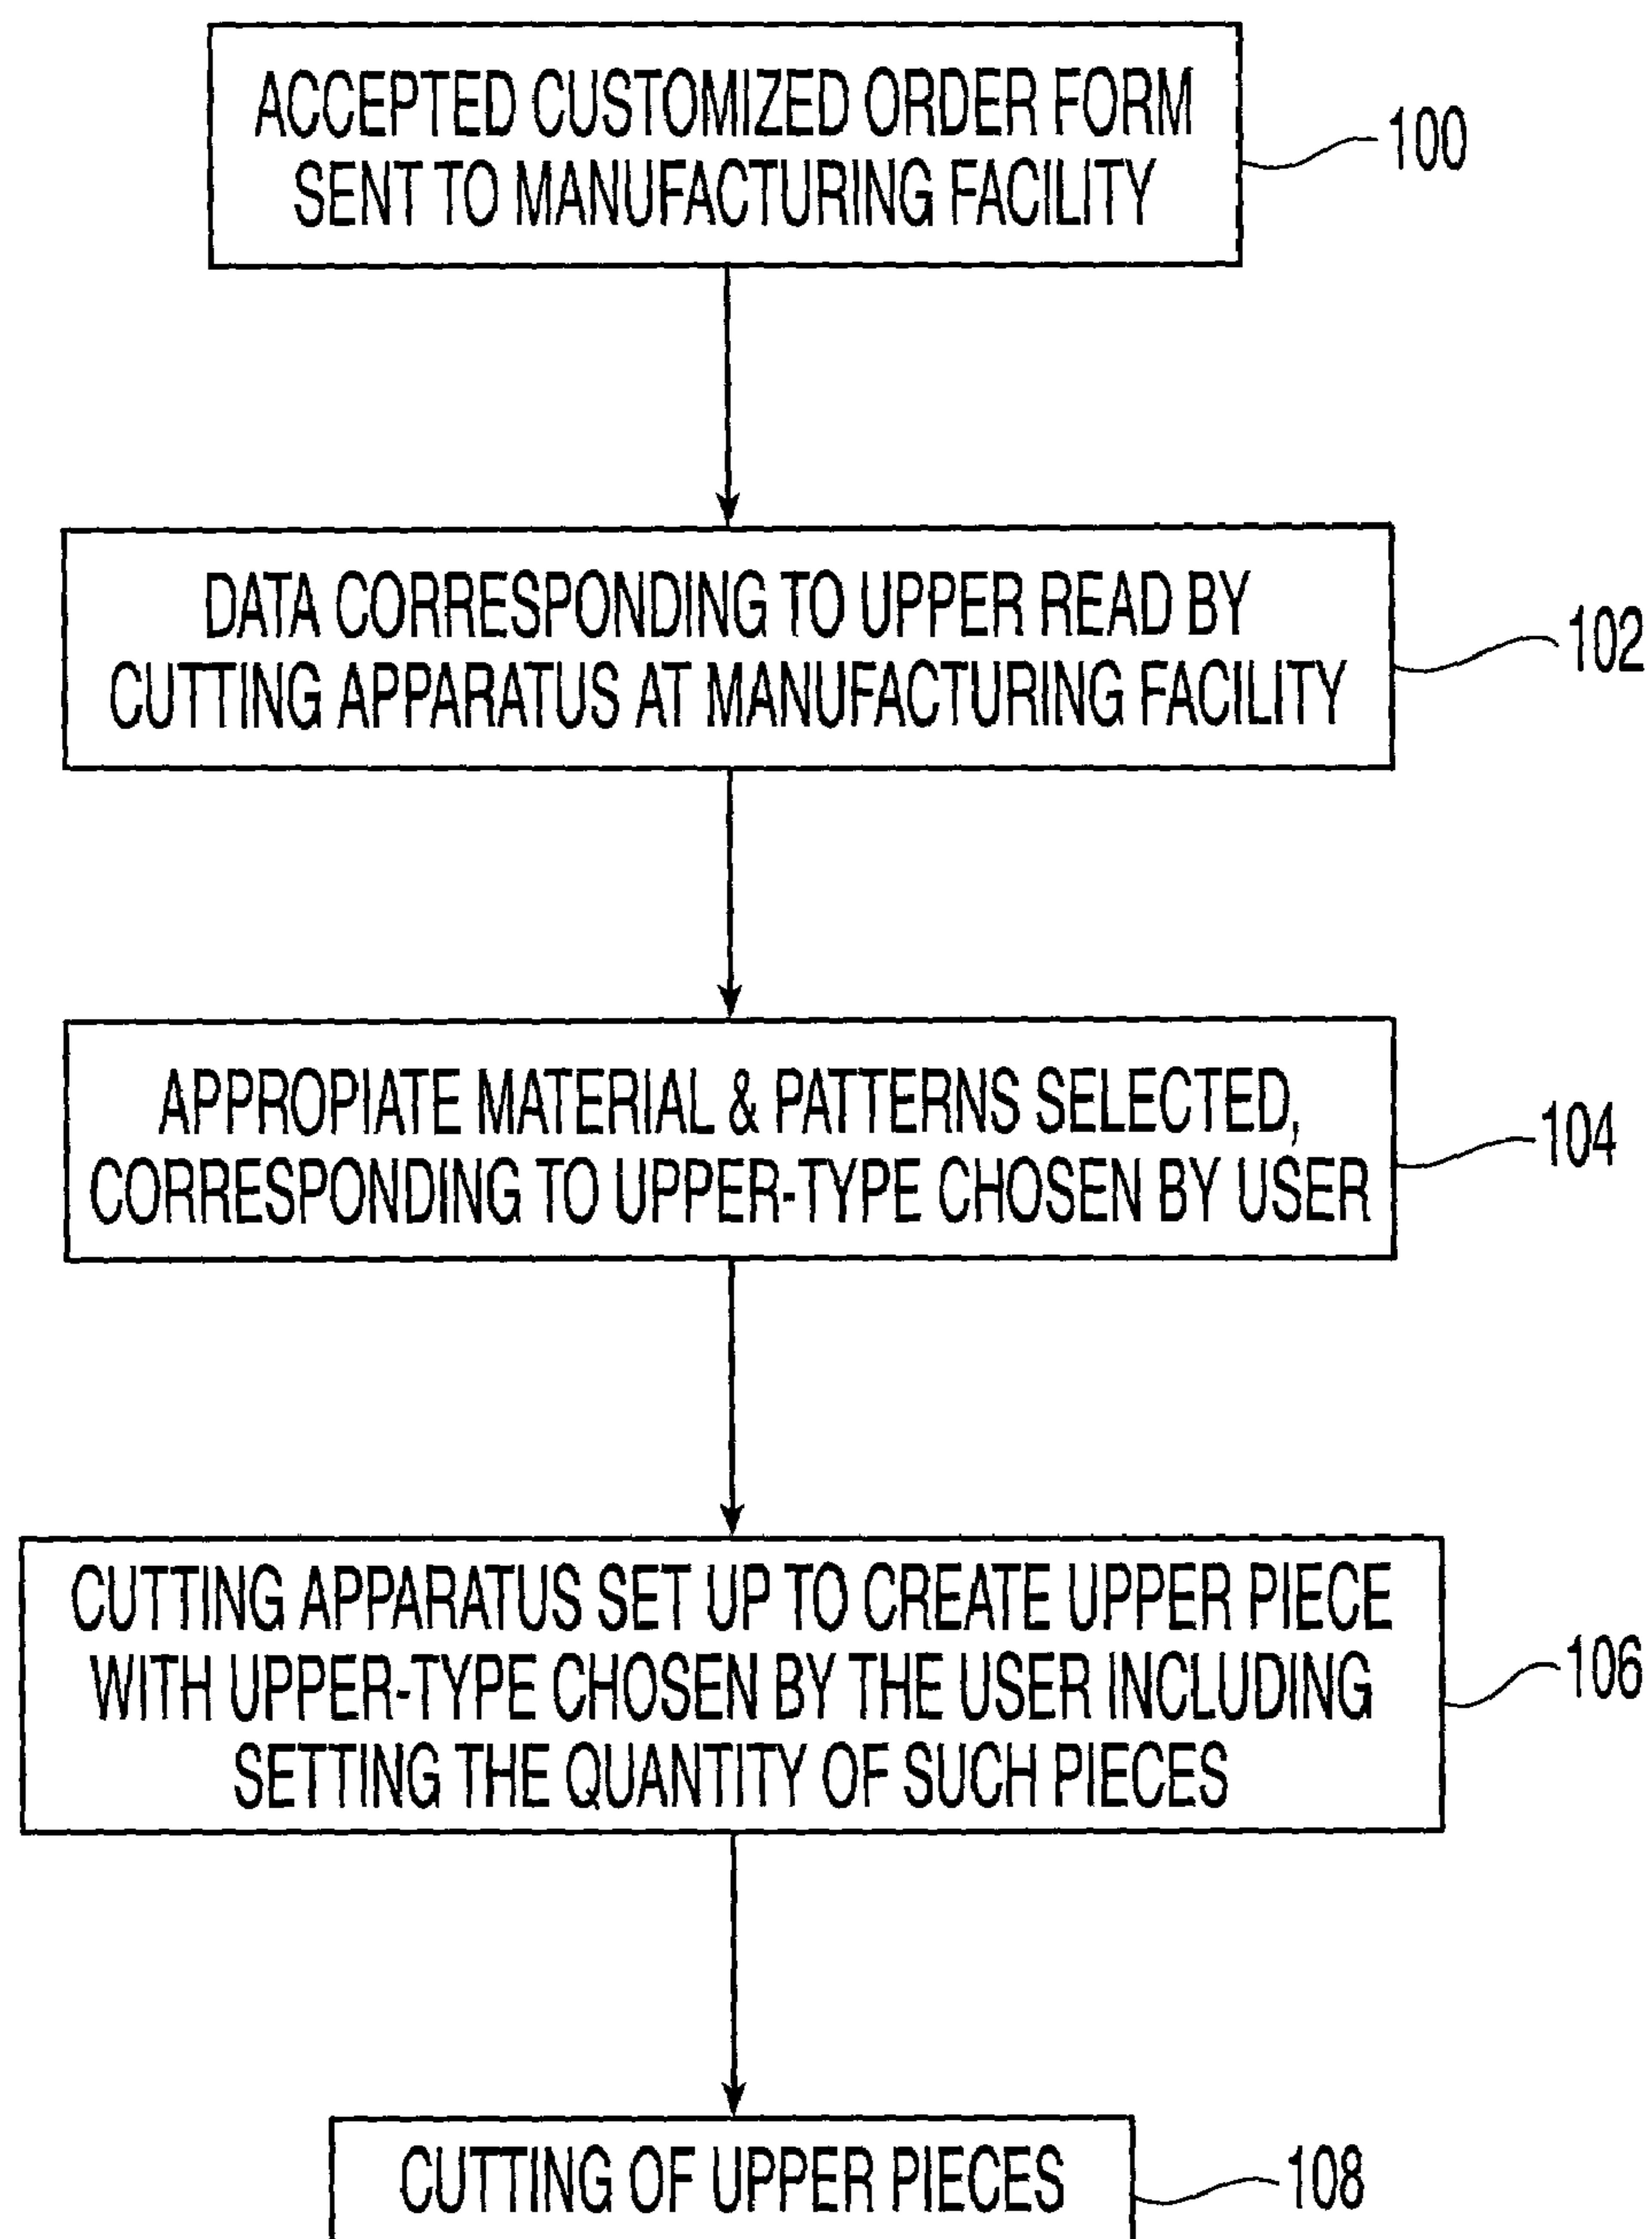 ACCEPTED CUSTOMIZED ORDER FORM
SENT TO MANUFACTURING FACILITY
100
DATA CORRESPONDING TO UPPER READ BY
CUTTING APPARATUS AT MANUFACTURING FACILITY
102
APPROPIATE MATERIAL & PATTERNS SELECTED,
CORRESPONDING TO UPPER-TYPE CHOSEN BY USER
104
CUTTING APPARATUS SET UP TO CREATE UPPER PIECE
WITH UPPER-TYPE CHOSEN BY THE USER INCLUDING
SETTING THE QUANTITY OF SUCH PIECES
106
CUTTING OF UPPER PIECES
108